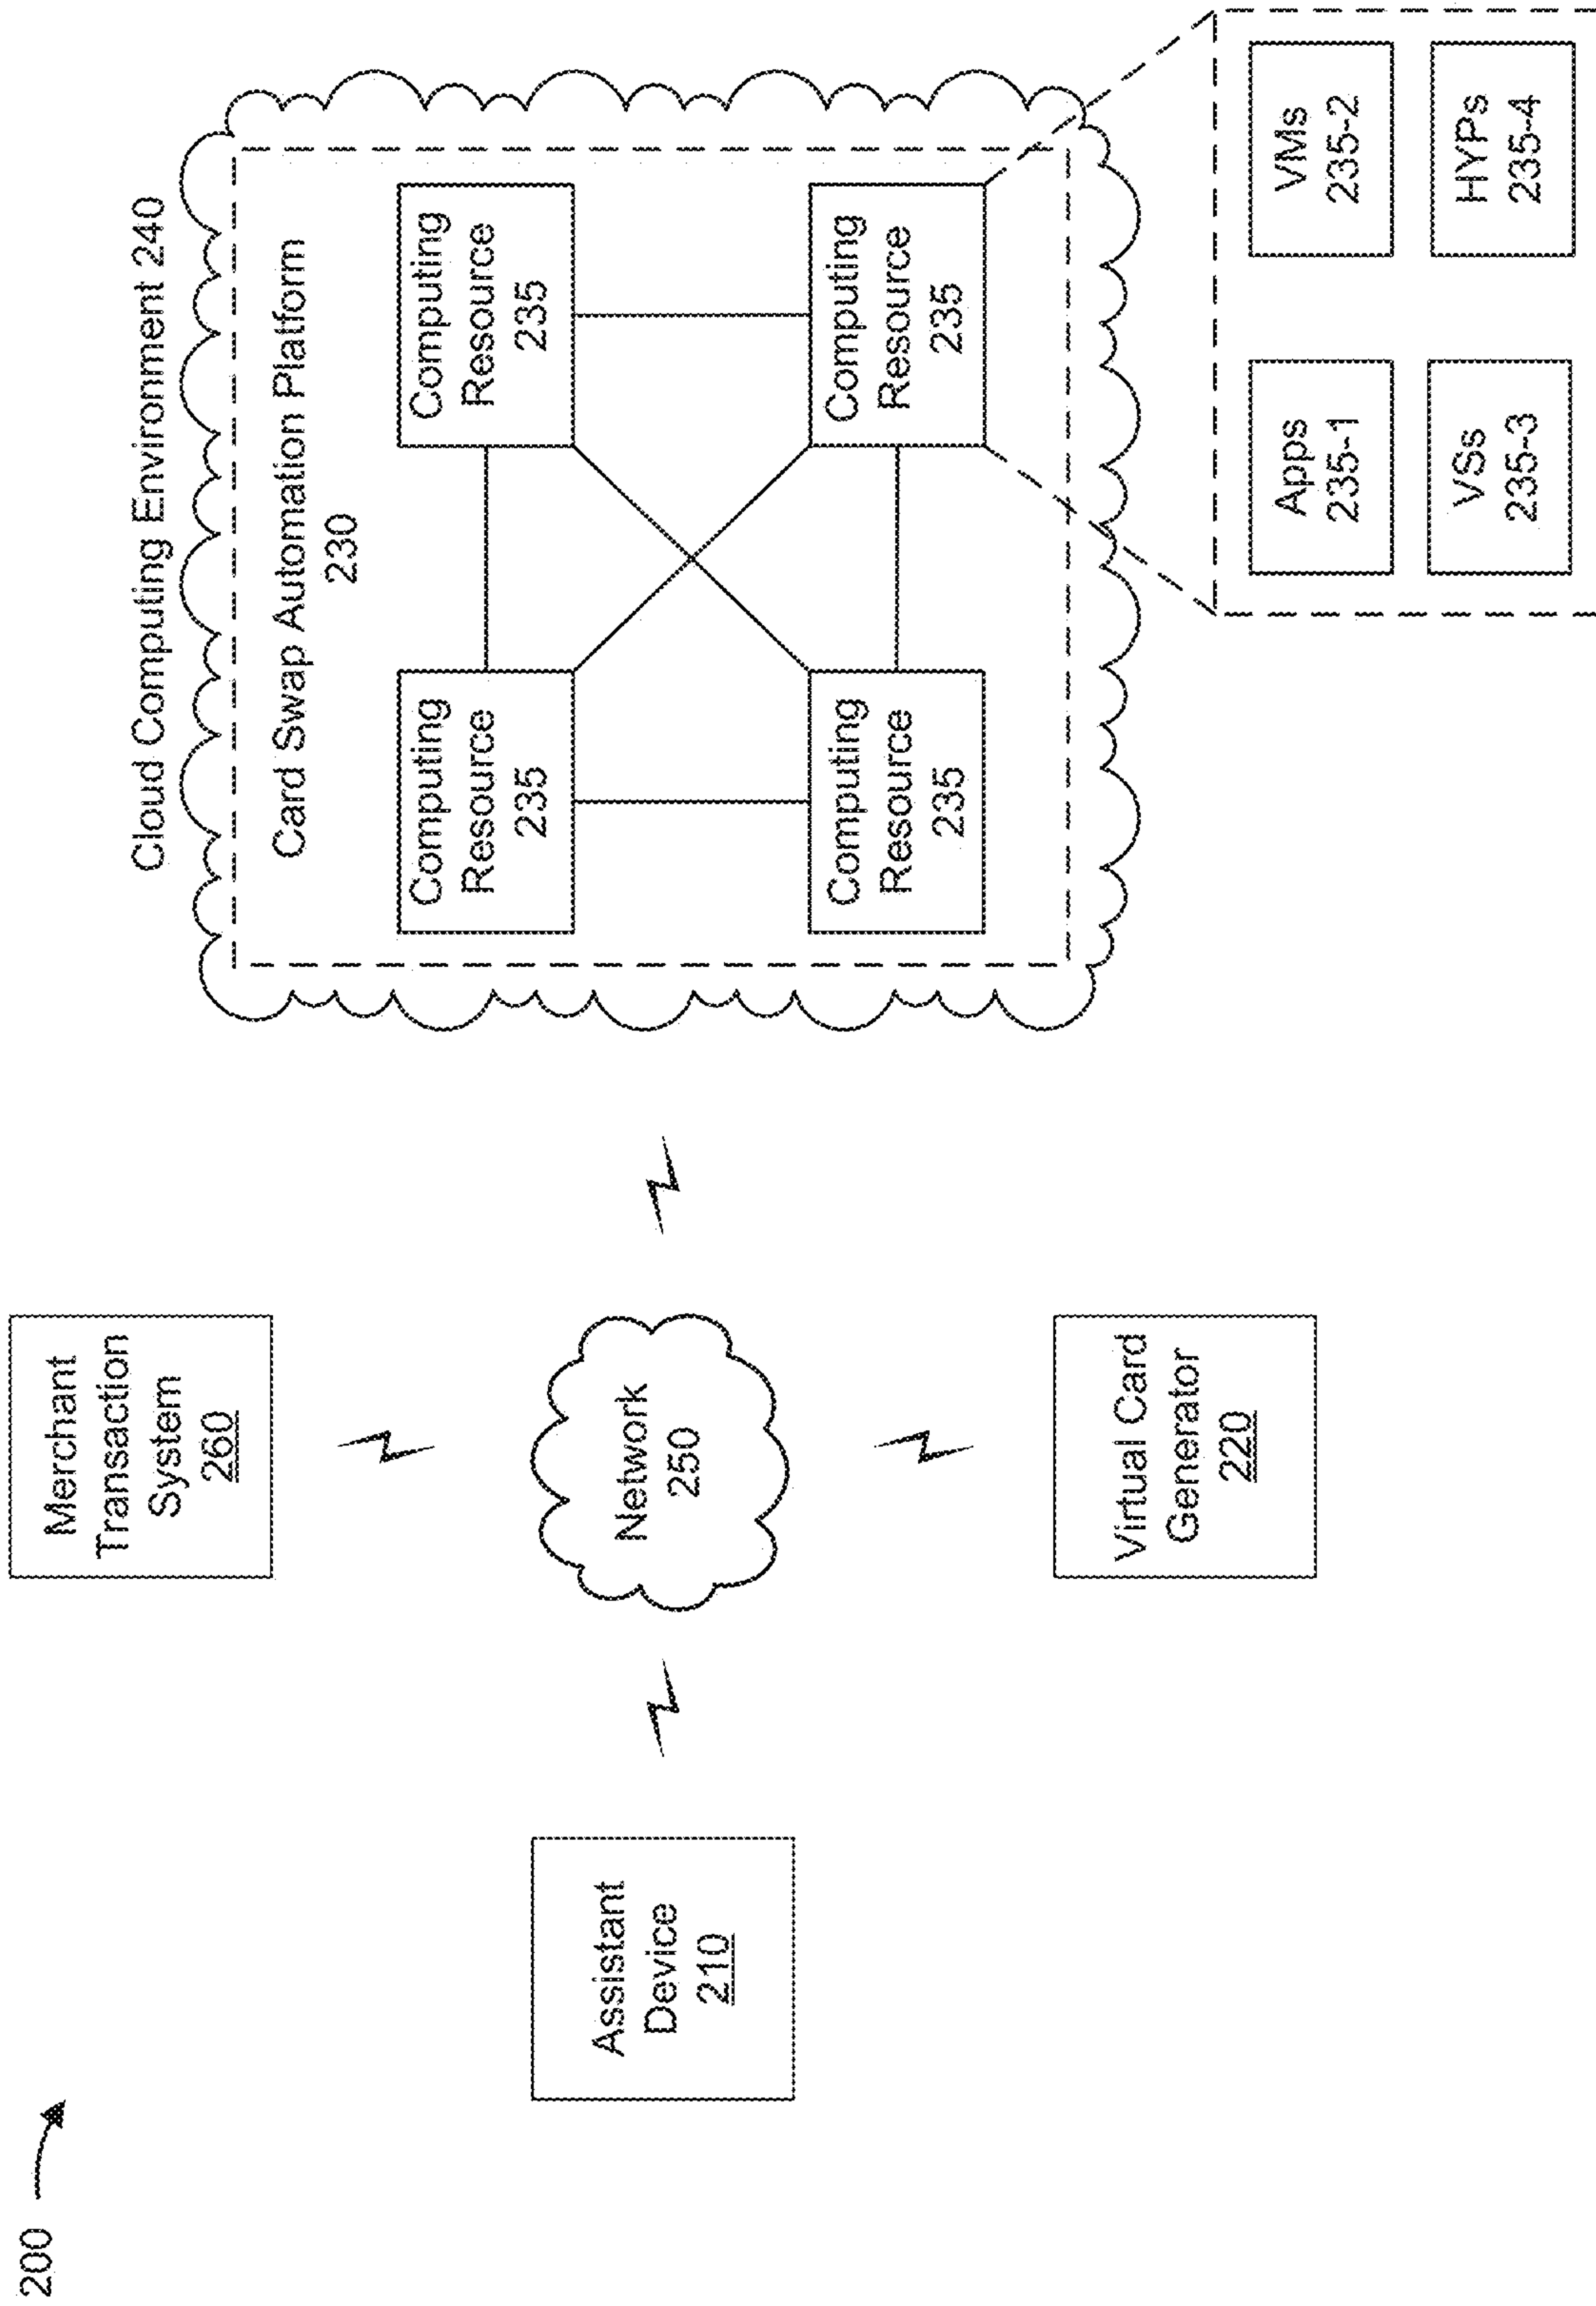 200
Merchant
Transaction
System
260
Assistant
Device
210
Network
250
Virtual Card
Generator
220
Cloud Computing Environment 240
Card Swap Automation Platform
230
Computing
Resource
235
Computing
Resource
235
Computing
Resource
235
Computing
Resource
235
Apps
235-1
VMs
235-2
VSs
235-3
HYPs
235-4